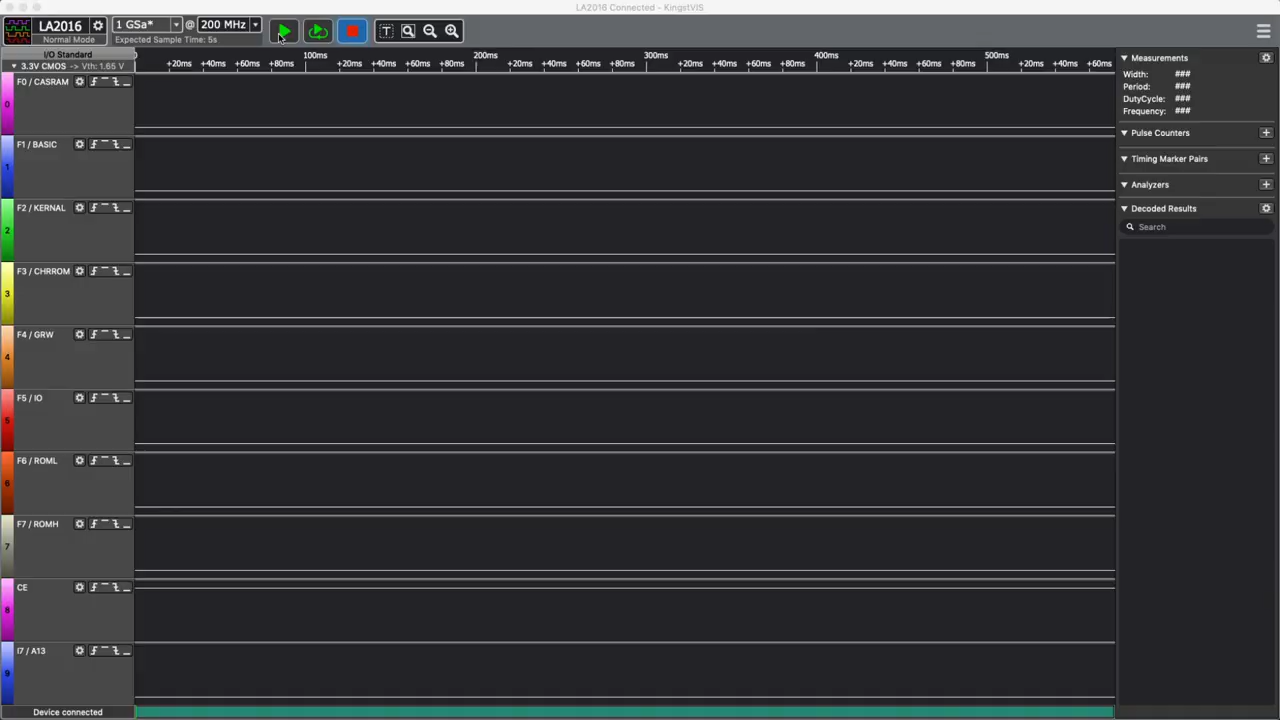 LA2016 Connected - KingstVIS
LA2016
Normal Mode
1 GSa* @ 200 MHz
Expected Sample Time: 5s
T
I/O Standard
3.3V CMOS -> Vth: 1.65 V
100ms 200ms 300ms 400ms 500ms
+20ms +40ms +60ms +80ms +20ms +40ms +60ms +80ms +20ms +40ms +60ms +80ms +20ms +40ms +60ms +80ms +20ms +40ms +60ms +80ms +20ms +40ms +60ms
F0 / CASRAM
0
F1 / BASIC
1
F2 / KERNAL
2
F3 / CHRROM
3
F4 / GRW
4
F5 / IO
5
F6 / ROML
6
F7 / ROMH
7
CE
8
I7 / A13
9
Device connected
Measurements
Width: ###
Period: ###
DutyCycle: ###
Frequency: ###
Pulse Counters
Timing Marker Pairs
Analyzers
Decoded Results
Search